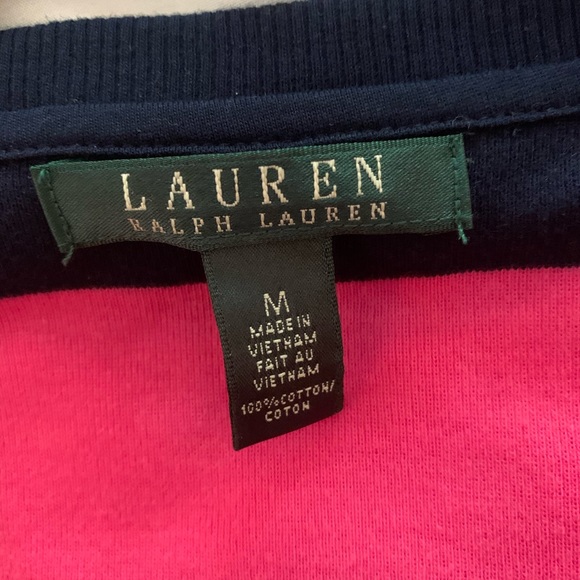 LAUREN
RALPH LAUREN
M
MADE IN
VIETNAM
FAIT AU
VIETNAM
100% COTTON/
COTON